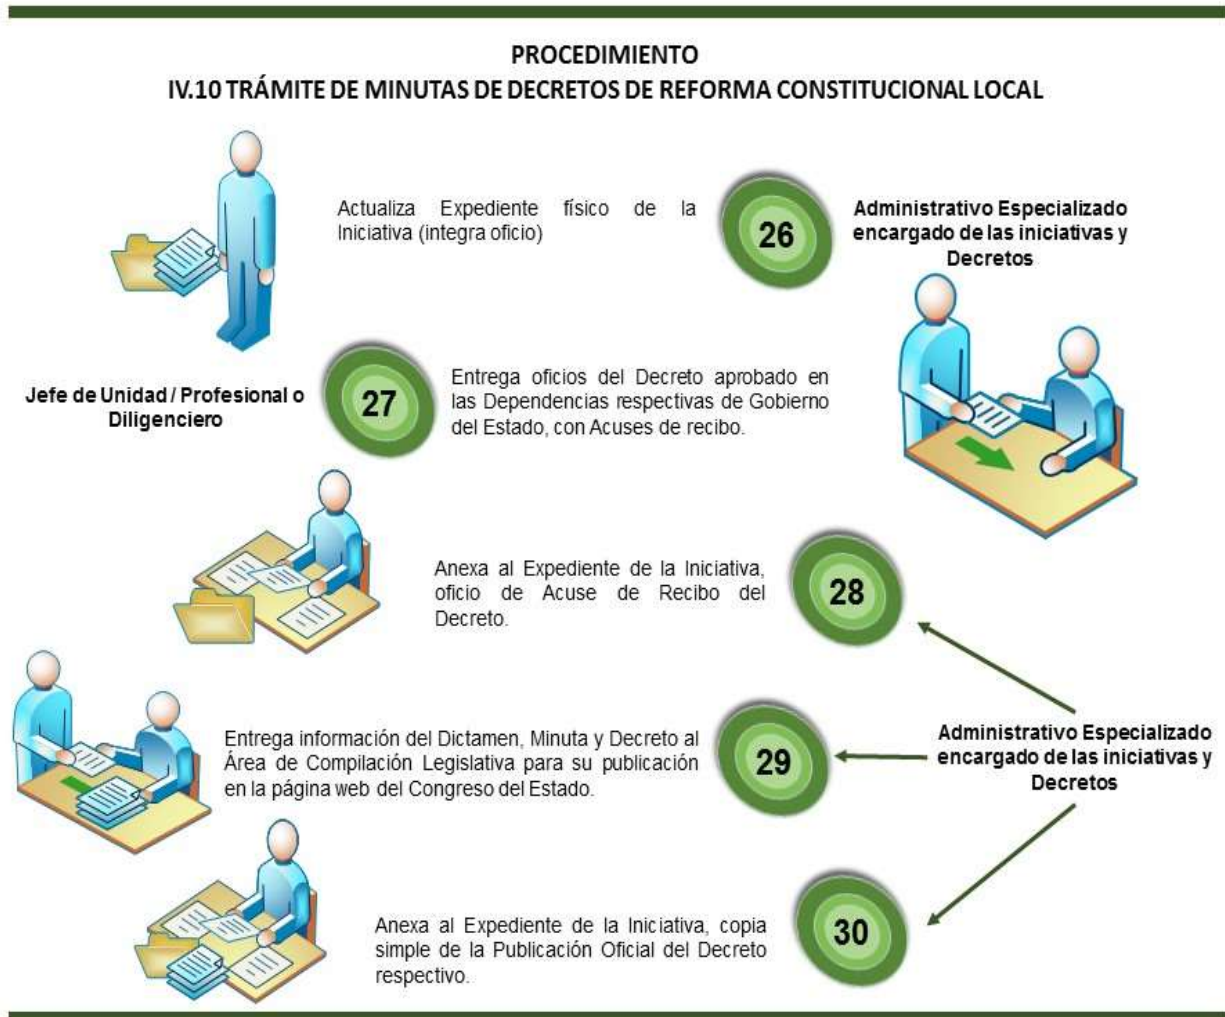 PROCEDIMIENTO
IV.10 TRÁMITE DE MINUTAS DE DECRETOS DE REFORMA CONSTITUCIONAL LOCAL
Actualiza Expediente físico de la
Iniciativa (integra oficio)
26
Administrativo Especializado
encargado de las iniciativas y
Decretos
Jefe de Unidad / Profesional o
Diligenciero
27
Entrega oficios del Decreto aprobado en
las Dependencias respectivas de Gobierno
del Estado, con Acuses de recibo.
Anexa al Expediente de la Iniciativa,
oficio de Acuse de Recibo del
Decreto.
28
Entrega información del Dictamen, Minuta y Decreto al
Área de Compilación Legislativa para su publicación
en la página web del Congreso del Estado.
29
Administrativo Especializado
encargado de las iniciativas y
Decretos
Anexa al Expediente de la Iniciativa, copia
simple de la Publicación Oficial del Decreto
respectivo.
30